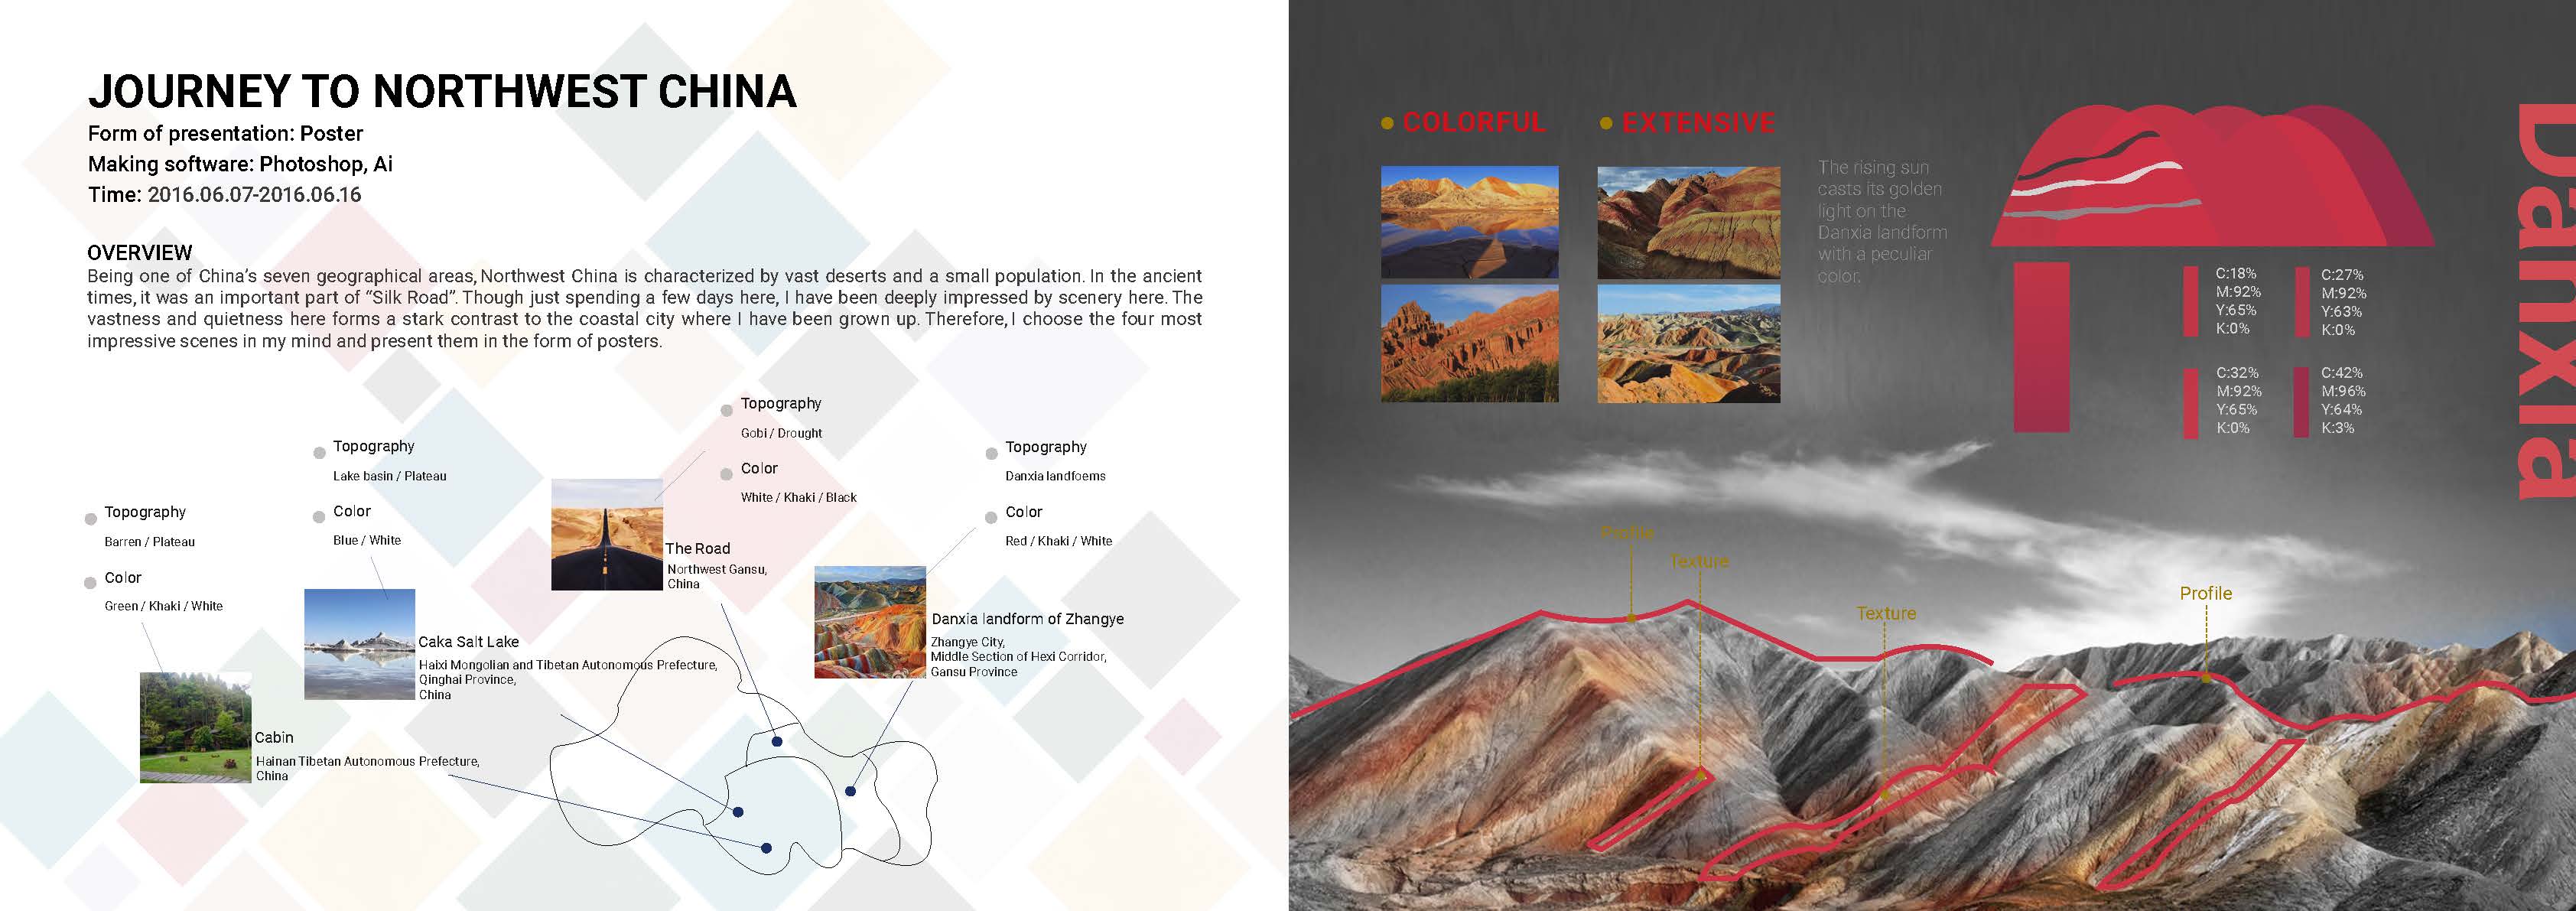 JOURNEY TO NORTHWEST CHINA
Form of presentation: Poster
Making software: Photoshop, Ai
Time: 2016.06.07-2016.06.16
OVERVIEW
Being one of China's seven geographical areas, Northwest China is characterized by vast deserts and a small population. In the ancient
times, it was an important part of “Silk Road”. Though just spending a few days here, I have been deeply impressed by scenery here. The
vastness and quietness here forms a stark contrast to the coastal city where I have been grown up. Therefore, I choose the four most
impressive scenes in my mind and present them in the form of posters.
Topography
Barren / Plateau
Color
Green / Khaki / White
Cabin
Hainan Tibetan Autonomous Prefecture,
China
Topography
Lake basin / Plateau
Color
Blue / White
Caka Salt Lake
Haixi Mongolian and Tibetan Autonomous Prefecture,
Qinghai Province,
China
Topography
Gobi / Drought
Color
White / Khaki / Black
The Road
Northwest Gansu,
China
Topography
Danxia landfoems
Color
Red / Khaki / White
Danxia landform of Zhangye
Zhangye City,
Middle Section of Hexi Corridor,
Gansu Province
COLORFUL
EXTENSIVE
The rising sun
casts its golden
light on the
Danxia landform
with a peculiar
color.
C:18%
M:92%
Y:65%
K:0%
C:27%
M:92%
Y:63%
K:0%
C:32%
M:92%
Y:65%
K:0%
C:42%
M:96%
Y:64%
K:3%
Danxia
Profile
Texture
Texture
Profile